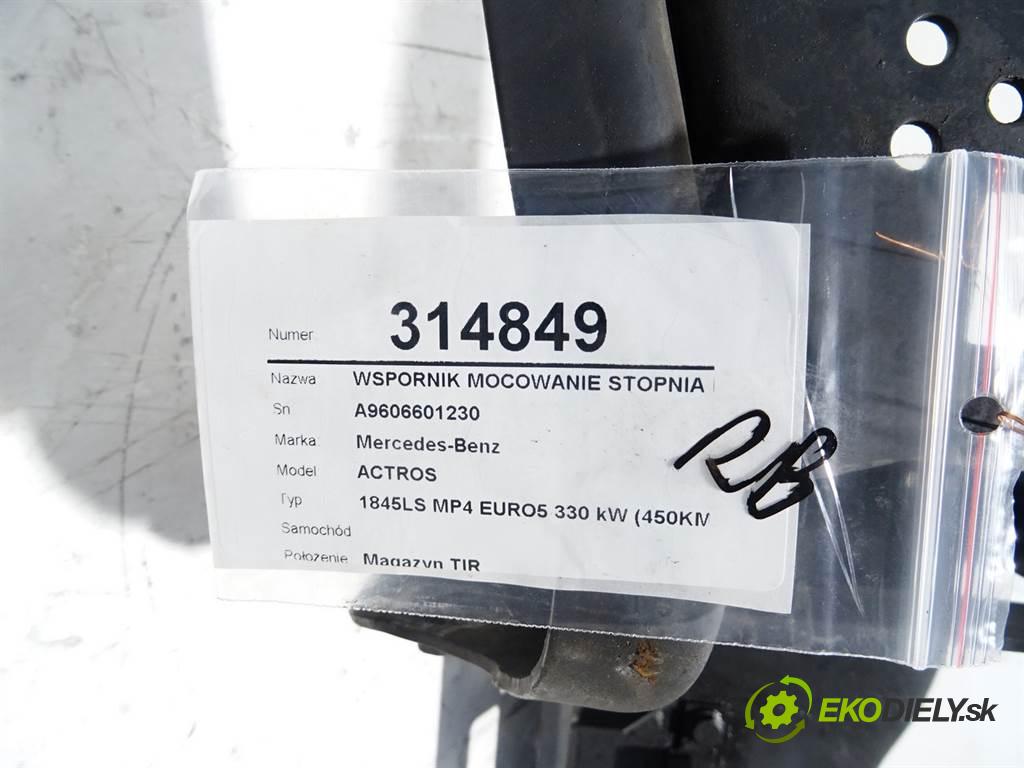 Numer 314849
Nazwa WSPORNIK MOCOWANIE STOPNIA
Sn A9606601230
Marka Mercedes-Benz
Model ACTROS
Typ 1845LS MP4 EURO5 330 kW (450KM
Samochód
Położenie Magazyn TIR
EKODIELY.sk